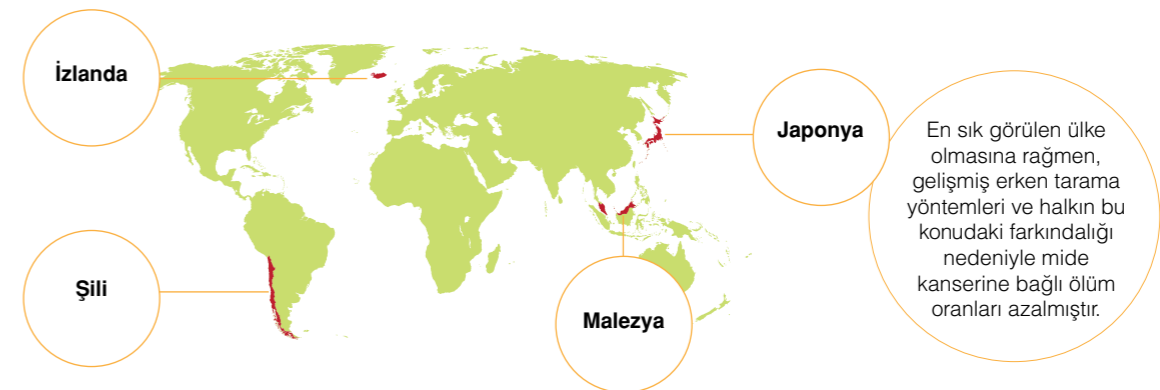 İzlanda
Japonya
En sık görülen ülke
olmasına rağmen,
gelişmiş erken tarama
yöntemleri ve halkın bu
konudaki farkındalığı
nedeniyle mide
kanserine bağlı ölüm
oranları azalmıştır.
Şili
Malezya